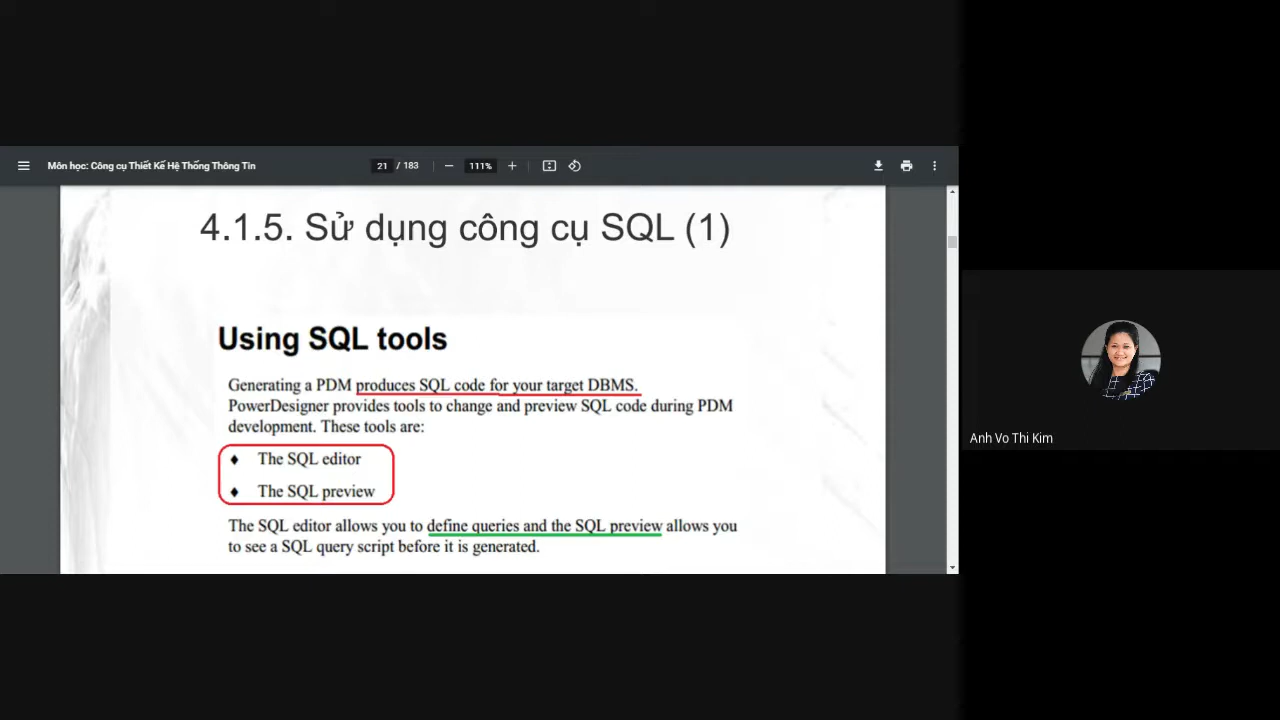 Môn học: Công cụ Thiết Kế Hệ Thống Thông Tin
21 / 183
111%
4.1.5. Sử dụng công cụ SQL (1)
Using SQL tools
Generating a PDM produces SQL code for your target DBMS.
PowerDesigner provides tools to change and preview SQL code during PDM
development. These tools are:
♦ The SQL editor
♦ The SQL preview
The SQL editor allows you to define queries and the SQL preview allows you
to see a SQL query script before it is generated.
Anh Vo Thi Kim